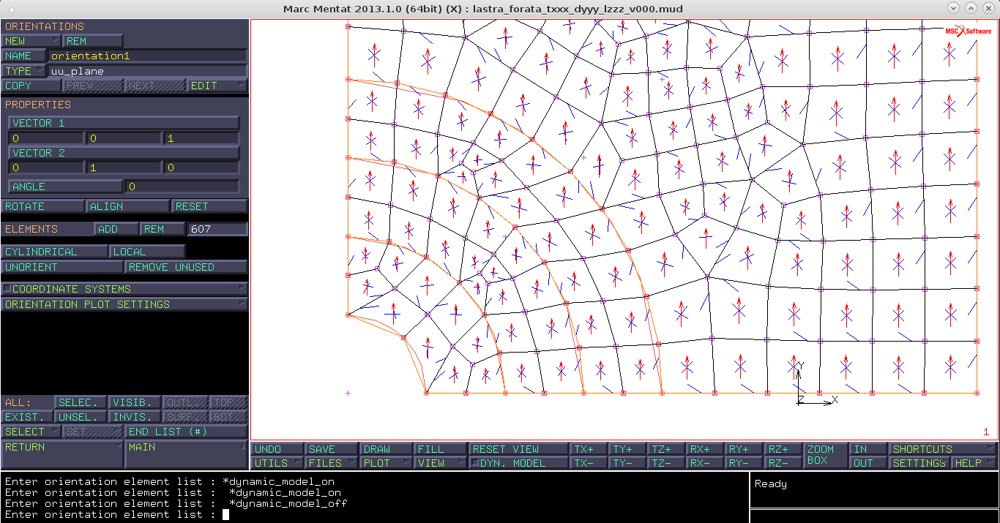 Marc Mentat 2013.1.0 (64bit) (X) : lastra_forata_txxx_dyyy_lzzz_v000.mud
ORIENTATIONS
NEW REM
NAME orientation1
TYPE uu_plane
COPY PREV NEXT EDIT
PROPERTIES
VECTOR 1
0 0 1
VECTOR 2
0 1 0
ANGLE 0
ROTATE ALIGN RESET
ELEMENTS ADD REM 607
CYLINDRICAL LOCAL
UNORIENT REMOVE UNUSED
COORDINATE SYSTEMS
ORIENTATION PLOT SETTINGS
ALL: SELEC. VISIB. OUTL. TOP
EXIST. UNSEL. INVIS. SURF. BOT
SELECT SET END LIST (#)
RETURN MAIN
MSC Software
Y
Z X
1
UNDO SAVE DRAW FILL RESET VIEW TX+ TY+ TZ+ RX+ RY+ RZ+ ZOOM BOX IN SHORTCUTS
UTILS FILES PLOT VIEW DYN. MODEL TX- TY- TZ- RX- RY- RZ- OUT SETTINGS HELP
Enter orientation element list : *dynamic_model_on
Enter orientation element list :  *dynamic_model_on
Enter orientation element list :  *dynamic_model_off
Enter orientation element list :
Ready